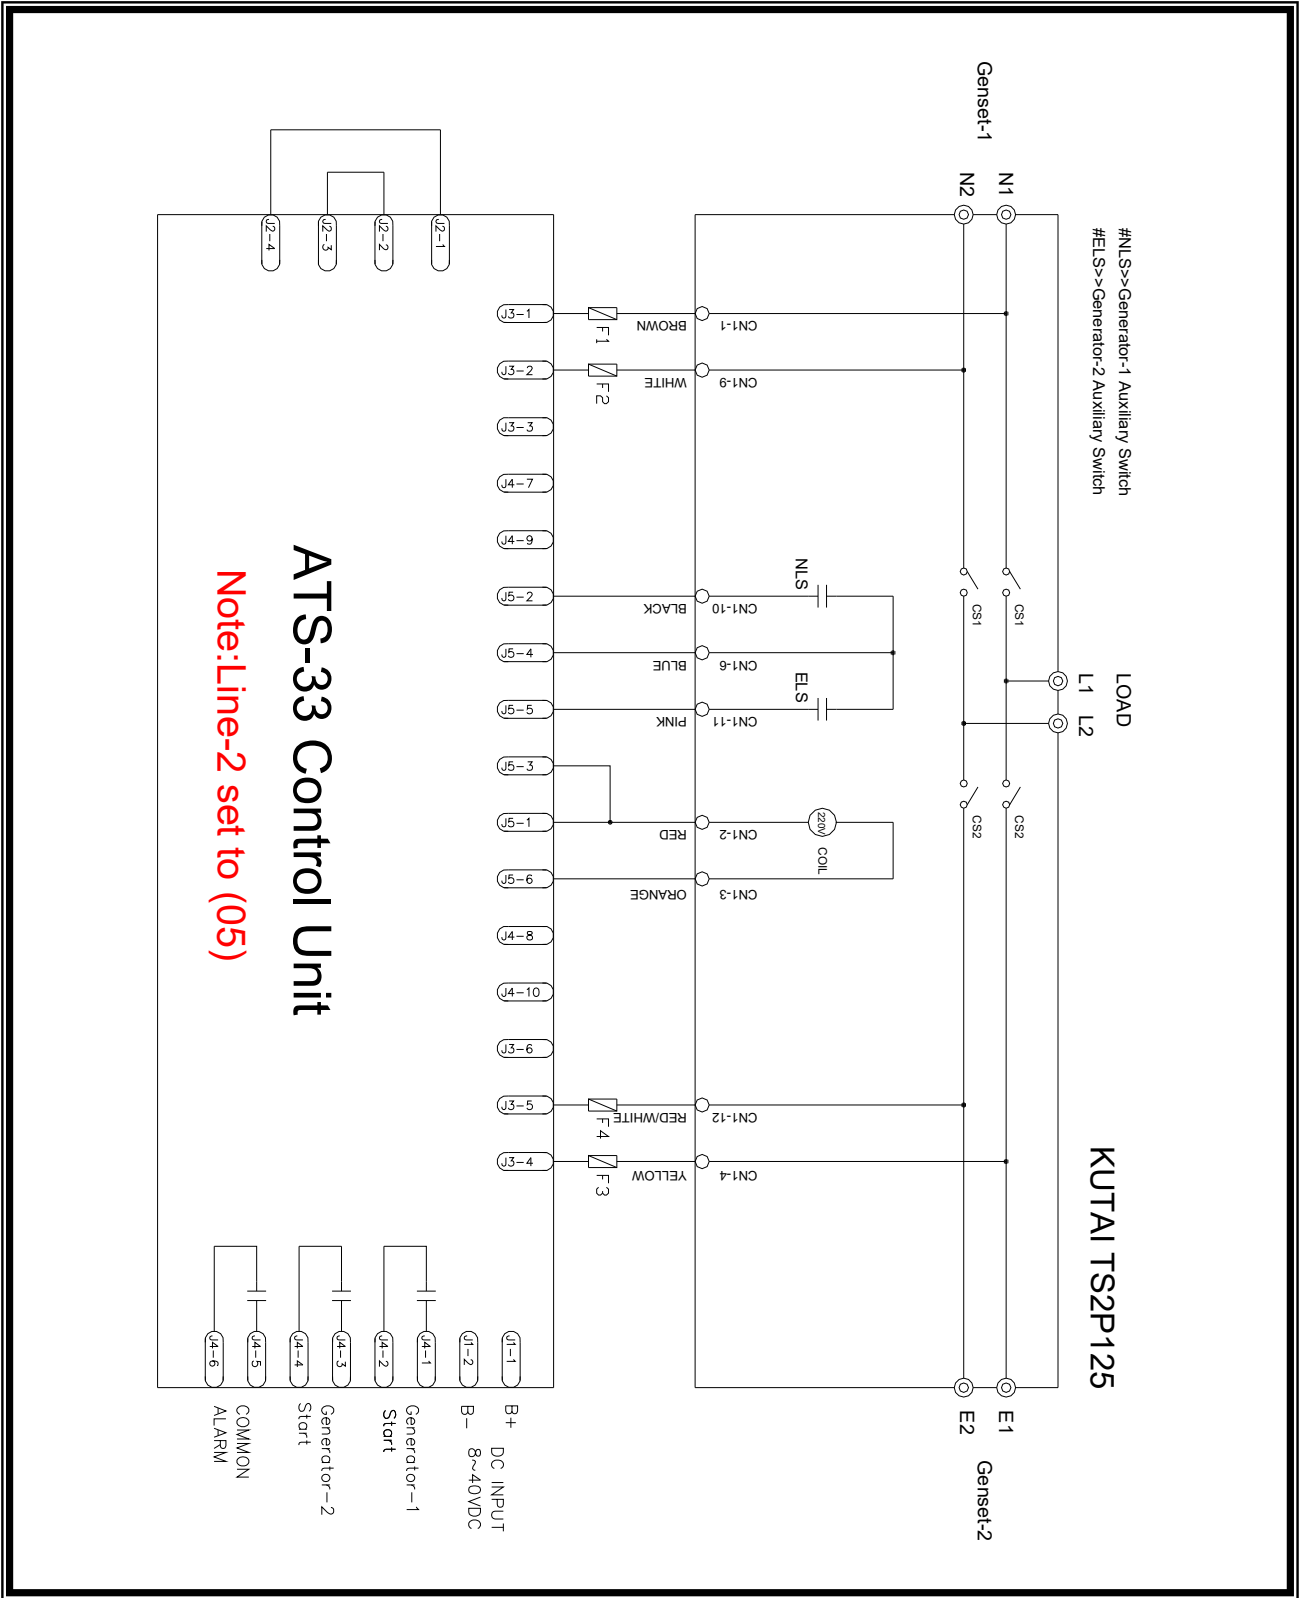 KUTAI TS2P125
#NLS>>Generator-1 Auxiliary Switch
#ELS>>Generator-2 Auxiliary Switch
LOAD
L1 L2
Genset-1
N1
N2
CS1
CS1
CS2
CS2
E1
E2
Genset-2
NLS
ELS
220V
COIL
CN1-1
CN1-9
CN1-10
CN1-6
CN1-11
CN1-2
CN1-3
CN1-12
CN1-4
BROWN
WHITE
BLACK
BLUE
PINK
RED
ORANGE
RED/WHITE
YELLOW
F1
F2
F4
F3
J3-1
J3-2
J3-3
J4-7
J4-9
J5-2
J5-4
J5-5
J5-3
J5-1
J5-6
J4-8
J4-10
J3-6
J3-5
J3-4
J2-1
J2-2
J2-3
J2-4
ATS-33 Control Unit
Note:Line-2 set to (05)
J1-1
J1-2
J4-1
J4-2
J4-3
J4-4
J4-5
J4-6
B+
DC INPUT
B-
8~40VDC
Generator-1
Start
Generator-2
Start
COMMON
ALARM